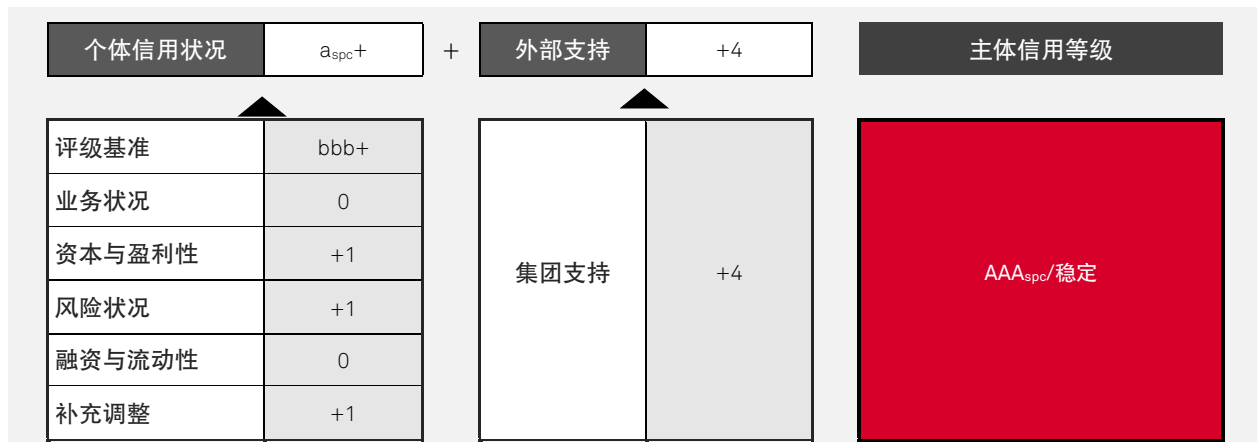 个体信用状况 aspc+ + 外部支持 +4 主体信用等级
评级基准 bbb+
业务状况 0
资本与盈利性 +1
风险状况 +1
融资与流动性 0
补充调整 +1
集团支持 +4
AAAspc/稳定